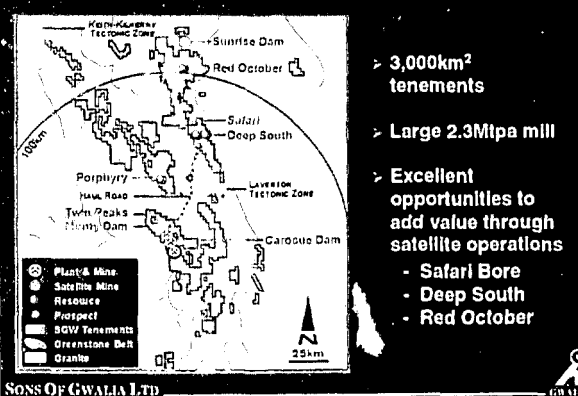 KEITH-KILKENNY
TECTONIC ZONE
Sunrise Dam
Red October
100km
Safari
Deep South
Porphyry
HAUL ROAD
LAVERTON
TECTONIC ZONE
Twin Peaks
Dam
Carosue Dam
Plant & Mine
Satellite Mine
Resource
Prospect
SGW Tenements
Greenstone Belt
Granite
N
25km
➢ 3,000km²
tenements
➢ Large 2.3Mtpa mill
➢ Excellent
opportunities to
add value through
satellite operations
- Safari Bore
- Deep South
- Red October
SONS OF GWALIA LTD